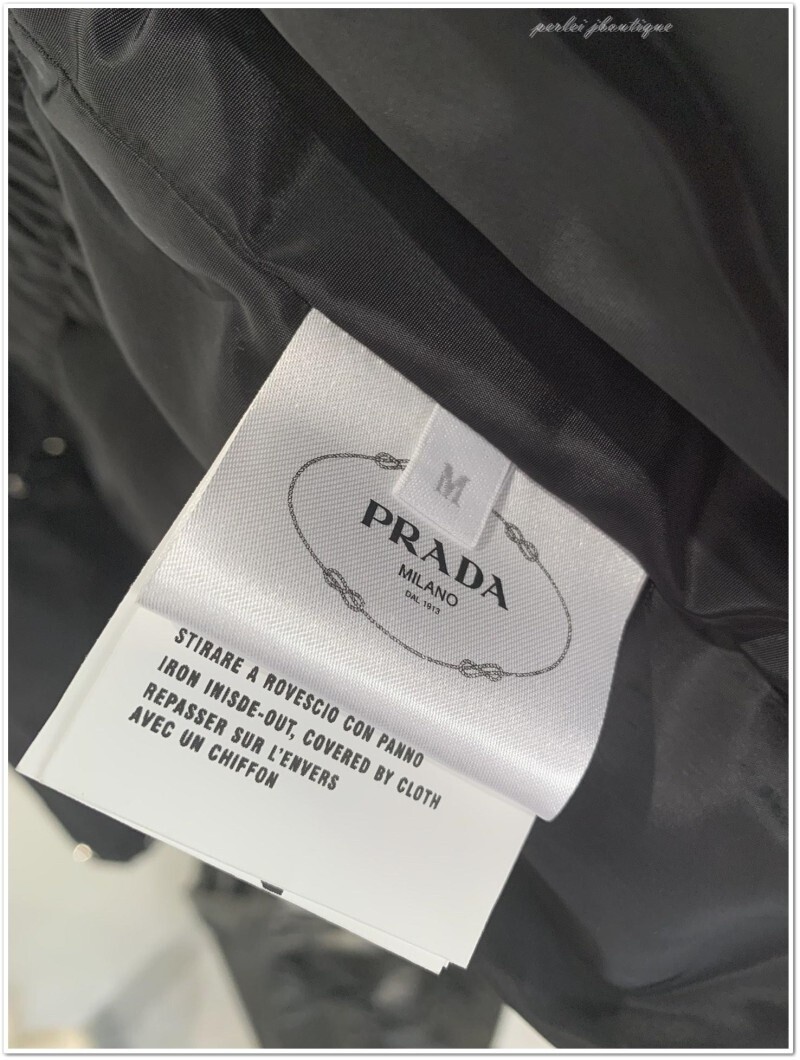 perlei jboutique
M
PRADA
MILANO
DAL 1913
STIRARE A ROVESCIO CON PANNO
IRON INISDE-OUT, COVERED BY CLOTH
REPASSER SUR L'ENVERS
AVEC UN CHIFFON